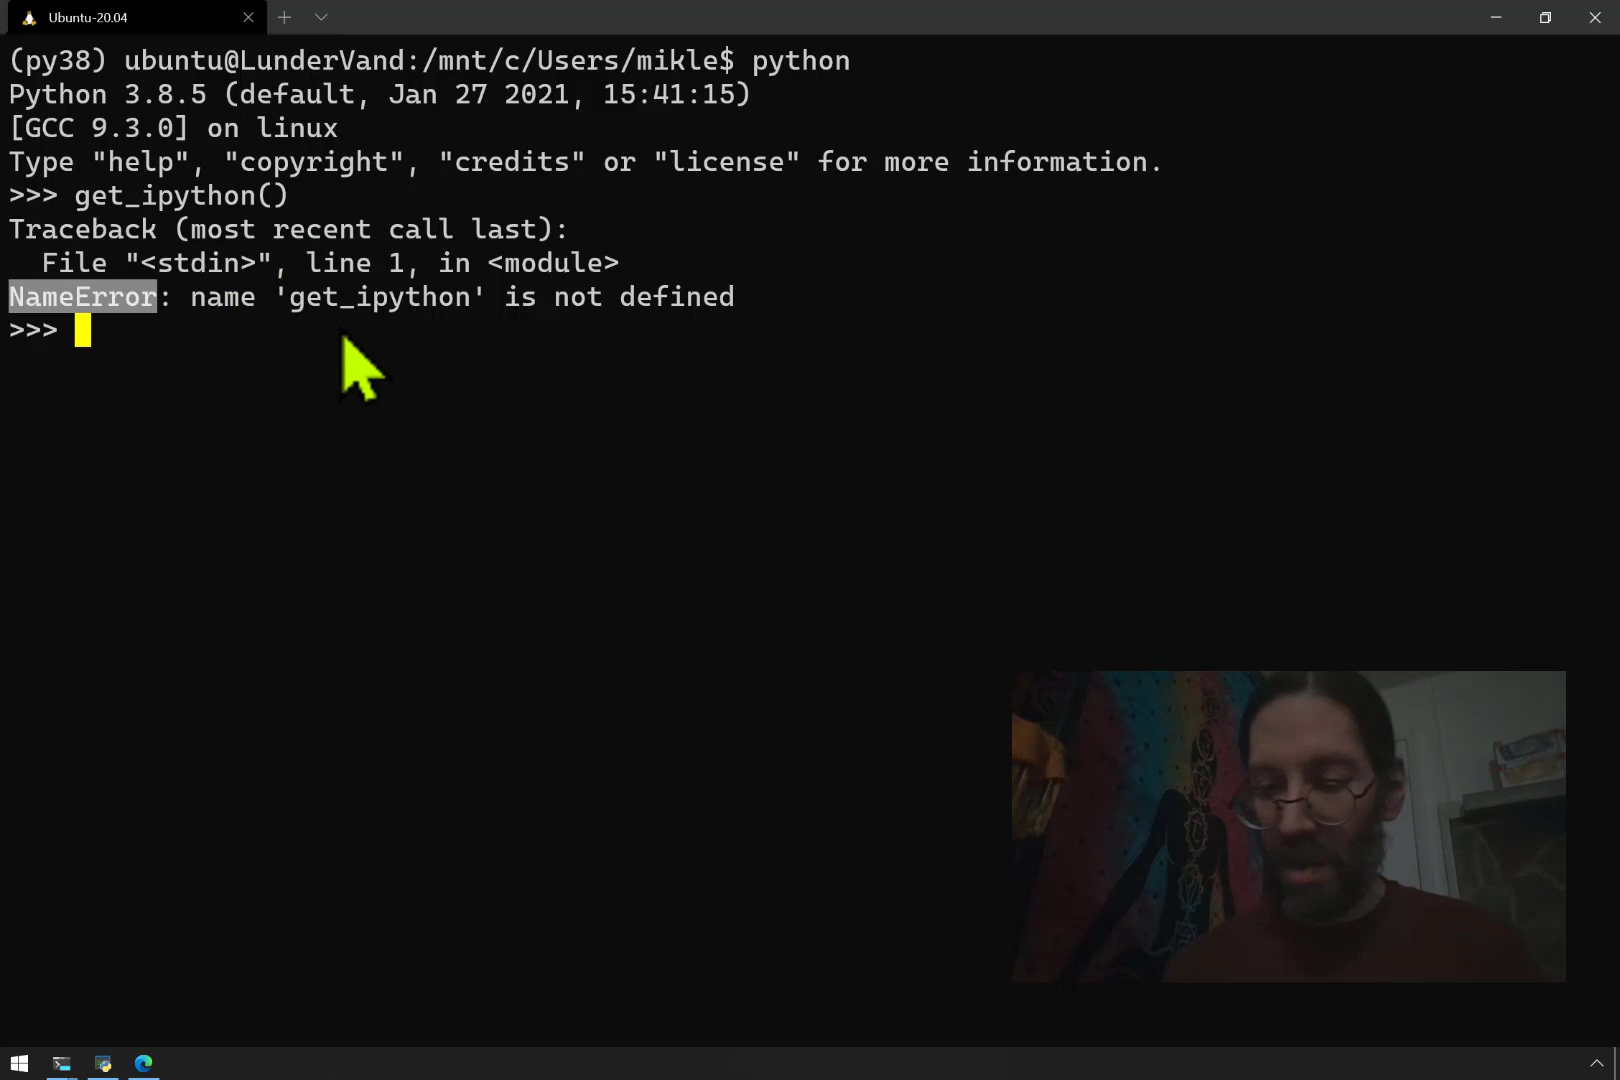 Ubuntu-20.04
(py38) ubuntu@LunderVand:/mnt/c/Users/mikle$ python
Python 3.8.5 (default, Jan 27 2021, 15:41:15)
[GCC 9.3.0] on linux
Type "help", "copyright", "credits" or "license" for more information.
>>> get_ipython()
Traceback (most recent call last):
  File "<stdin>", line 1, in <module>
NameError: name 'get_ipython' is not defined
>>>